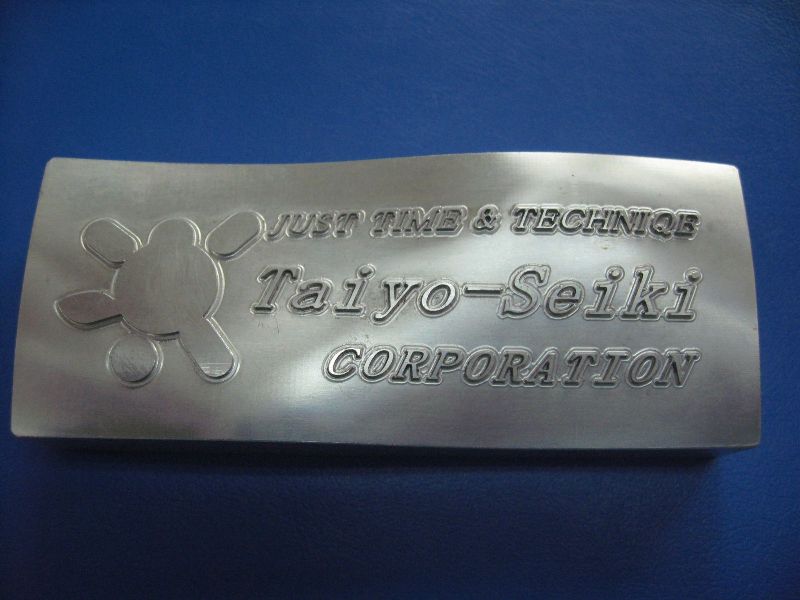 JUST TIME & TECHNIQE
Taiyo-Seiki
CORPORATION